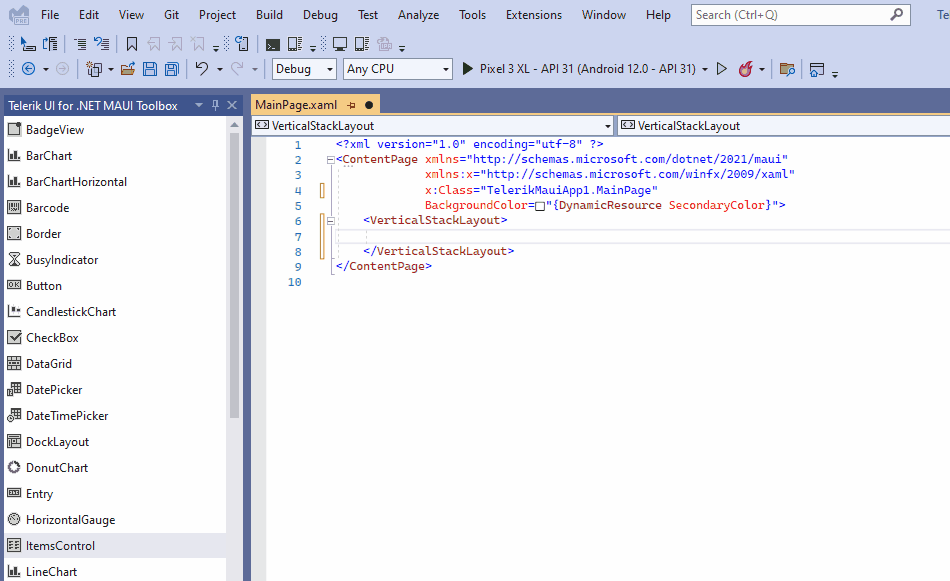 File Edit View Git Project Build Debug Test Analyze Tools Extensions Window Help Search (Ctrl+Q) Te
Debug Any CPU Pixel 3 XL - API 31 (Android 12.0 - API 31)
Telerik UI for .NET MAUI Toolbox
BadgeView
BarChart
BarChartHorizontal
Barcode
Border
BusyIndicator
Button
CandlestickChart
CheckBox
DataGrid
DatePicker
DateTimePicker
DockLayout
DonutChart
Entry
HorizontalGauge
ItemsControl
LineChart
MainPage.xaml
VerticalStackLayout VerticalStackLayout
1 <?xml version="1.0" encoding="utf-8" ?>
2 <ContentPage xmlns="http://schemas.microsoft.com/dotnet/2021/maui"
3 xmlns:x="http://schemas.microsoft.com/winfx/2009/xaml"
4 x:Class="TelerikMauiApp1.MainPage"
5 BackgroundColor="{DynamicResource SecondaryColor}">
6 <VerticalStackLayout>
7
8 </VerticalStackLayout>
9 </ContentPage>
10